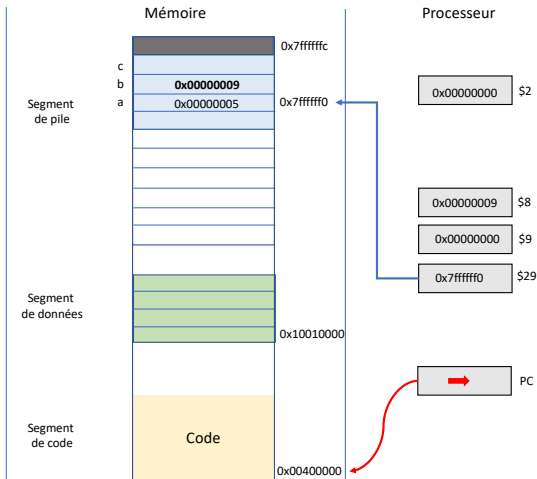 Mémoire
Processeur
0x7ffffffc
c
b
0x00000009
a
0x00000005
0x7ffffff0
Segment
de pile
0x00000000
$2
0x00000009
$8
0x00000000
$9
0x7ffffff0
$29
Segment
de données
0x10010000
PC
Segment
de code
Code
0x00400000